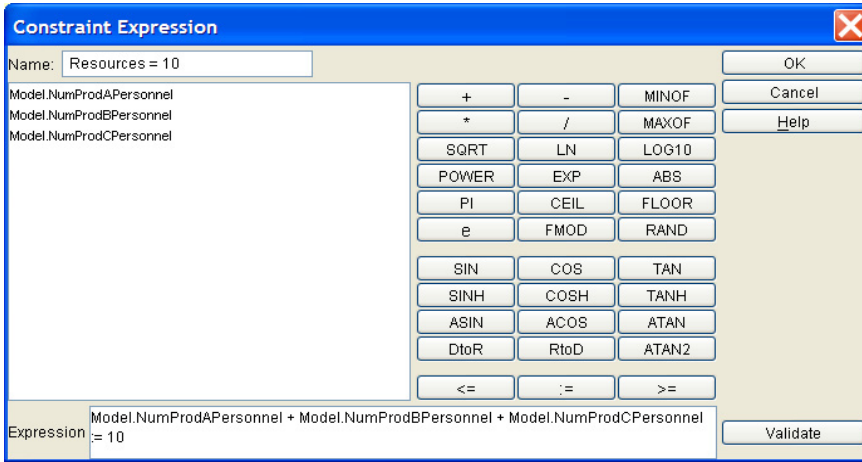 Constraint Expression
Name: Resources = 10
OK
Model.NumProdAPersonnel
Model.NumProdBPersonnel
Model.NumProdCPersonnel
+ - MINOF Cancel
* / MAXOF Help
SQRT LN LOG10
POWER EXP ABS
PI CEIL FLOOR
e FMOD RAND
SIN COS TAN
SINH COSH TANH
ASIN ACOS ATAN
DtoR RtoD ATAN2
<= := >=
Expression Model.NumProdAPersonnel + Model.NumProdBPersonnel + Model.NumProdCPersonnel
:= 10
Validate